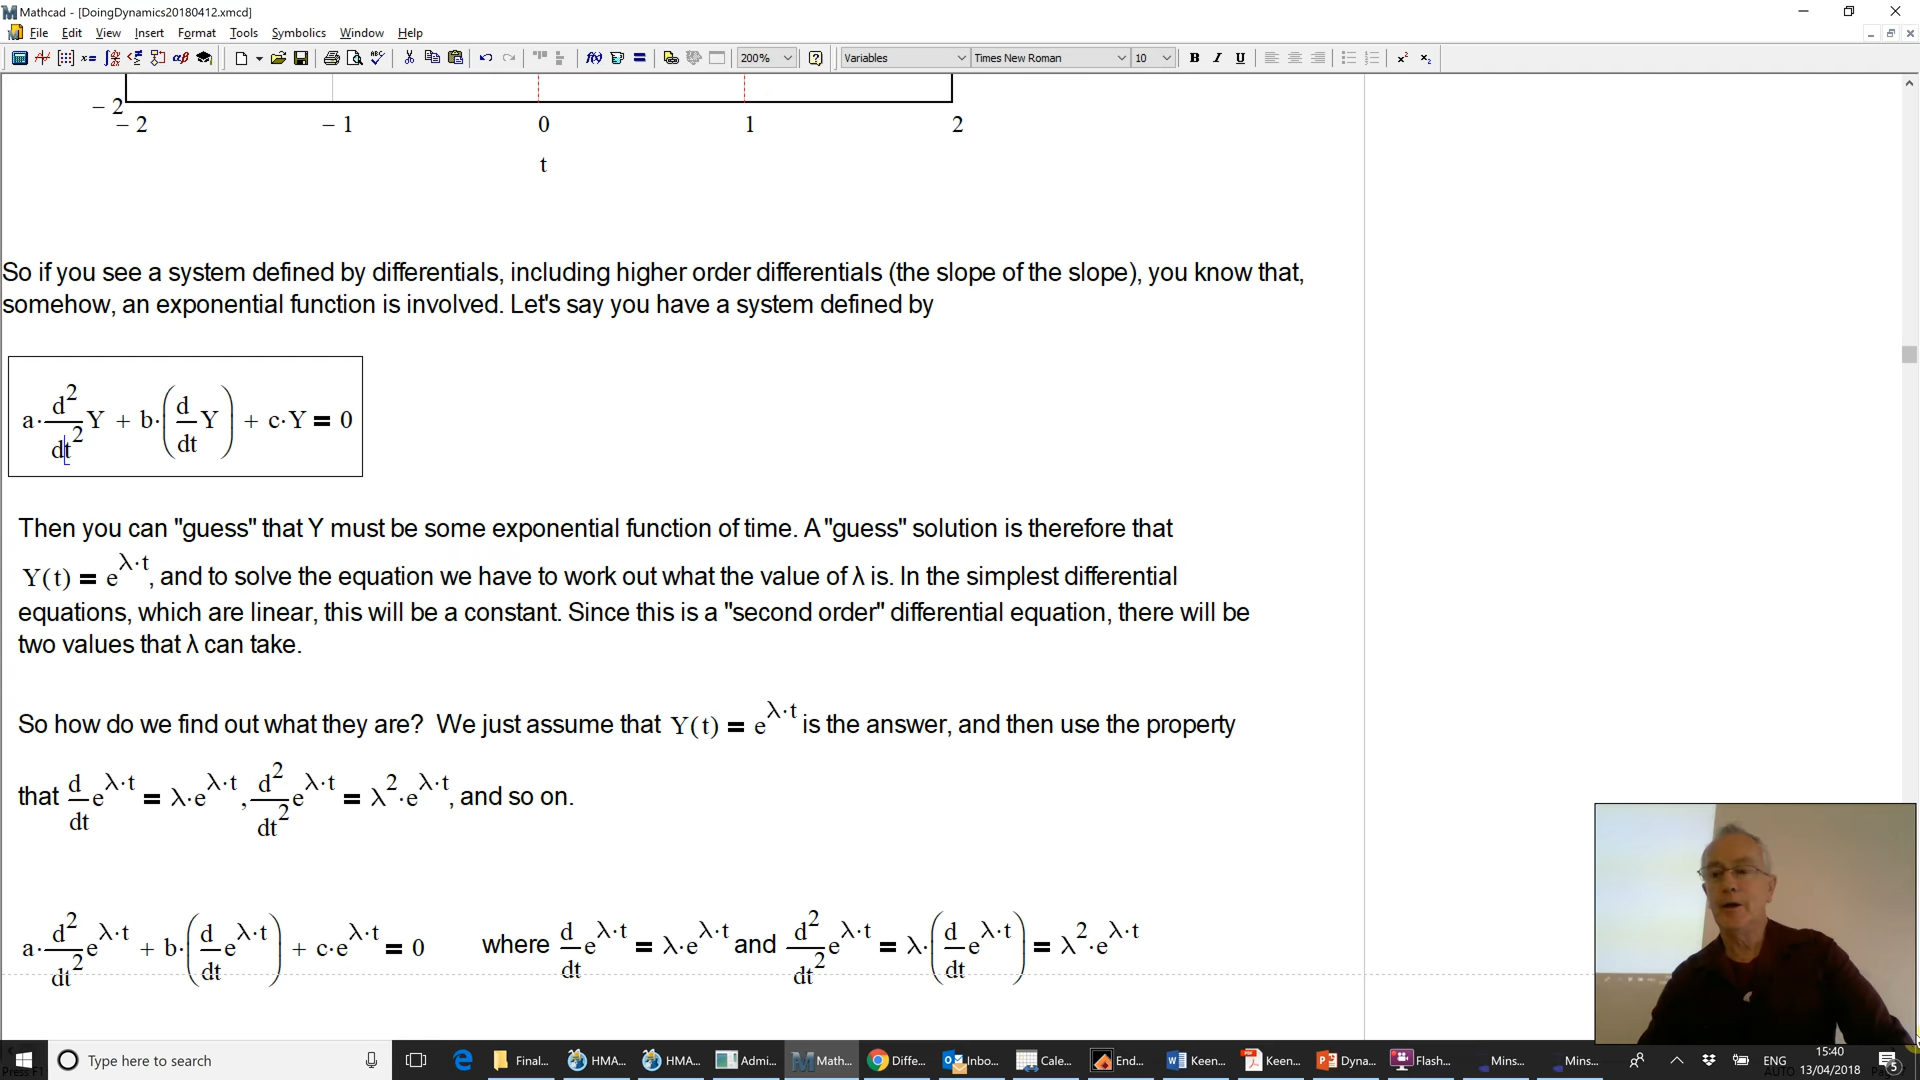 Mathcad - [DoingDynamics20180412.xmcd]
File Edit View Insert Format Tools Symbolics Window Help
200% Variables Times New Roman 10 B I U
− 2
− 2 − 1 0 1 2
t
So if you see a system defined by differentials, including higher order differentials (the slope of the slope), you know that,
somehow, an exponential function is involved. Let's say you have a system defined by
a·d²/dt² Y + b·(d/dt Y) + c·Y = 0
Then you can "guess" that Y must be some exponential function of time. A "guess" solution is therefore that
Y(t) = e^λ·t, and to solve the equation we have to work out what the value of λ is. In the simplest differential
equations, which are linear, this will be a constant. Since this is a "second order" differential equation, there will be
two values that λ can take.
So how do we find out what they are? We just assume that Y(t) = e^λ·t is the answer, and then use the property
that d/dt e^λ·t = λ·e^λ·t, d²/dt² e^λ·t = λ²·e^λ·t, and so on.
a·d²/dt² e^λ·t + b·(d/dt e^λ·t) + c·e^λ·t = 0 where d/dt e^λ·t = λ·e^λ·t and d²/dt² e^λ·t = λ·(d/dt e^λ·t) = λ²·e^λ·t
Type here to search Final... HMA... HMA... Admi... Math... Diffe... Inbo... Cale... End... Keen... Keen... Dyna... Flash... Mins... Mins... ENG 15:40
13/04/2018 5